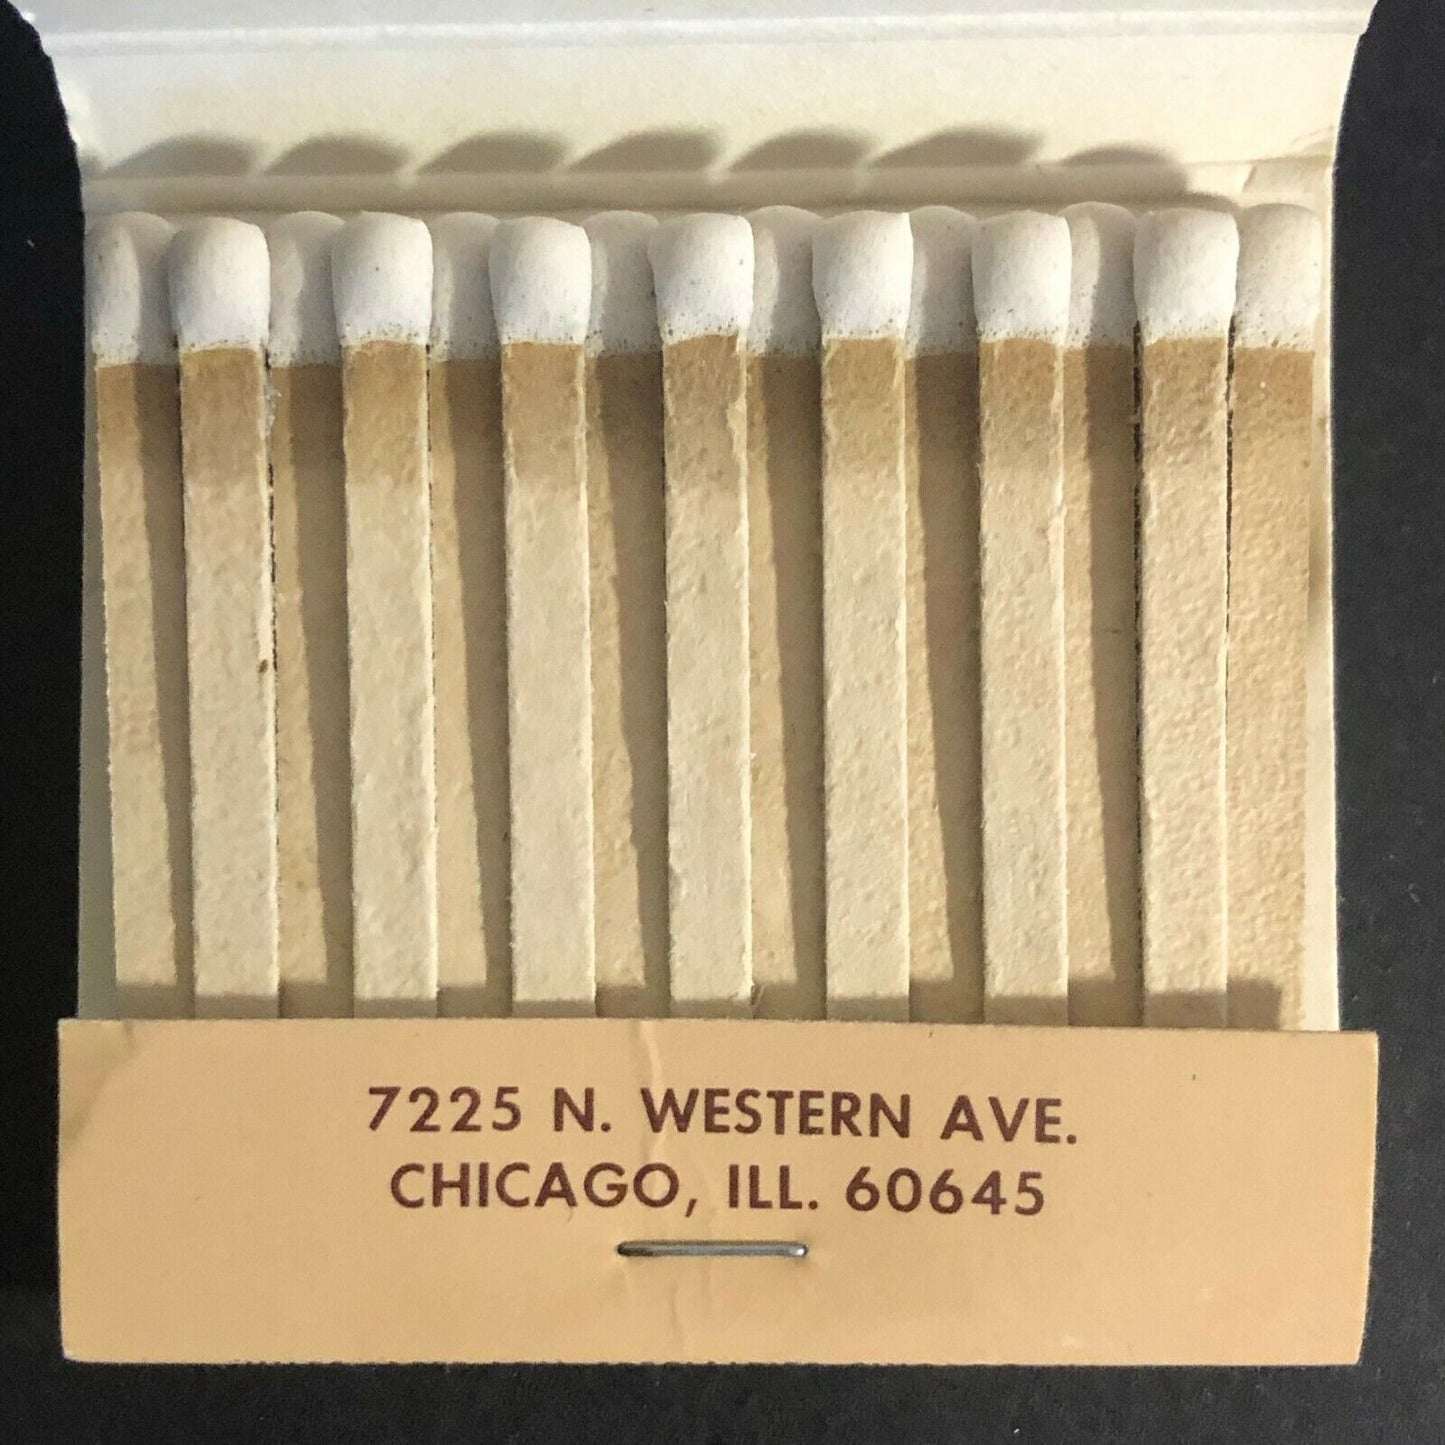 7225 N. WESTERN AVE.
CHICAGO, ILL. 60645